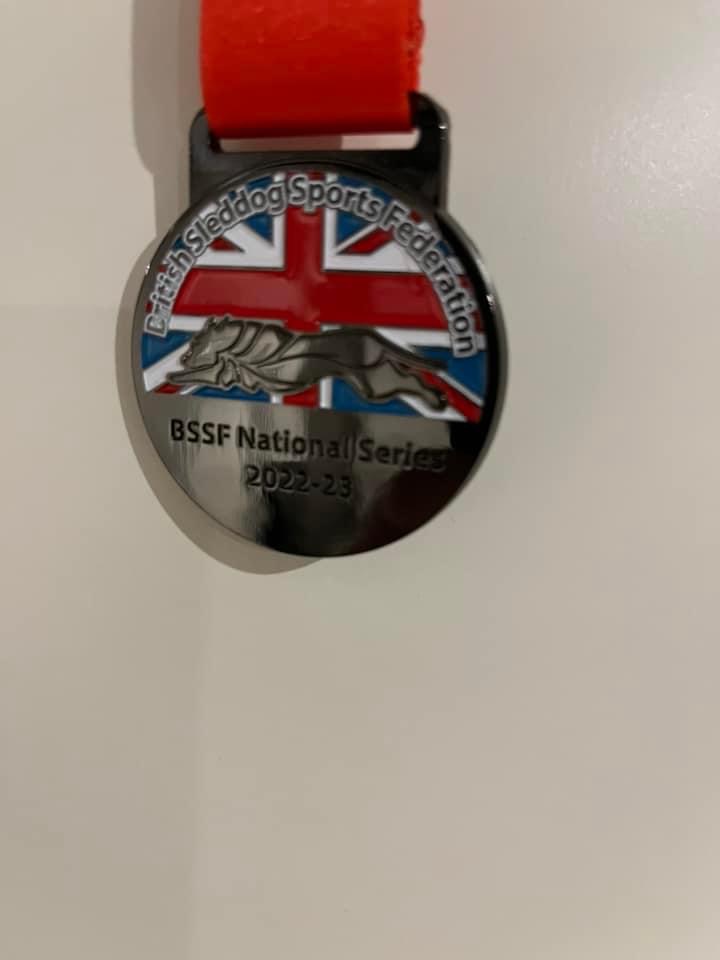 British Sleddog Sports Federation
BSSF National Series
2022-23